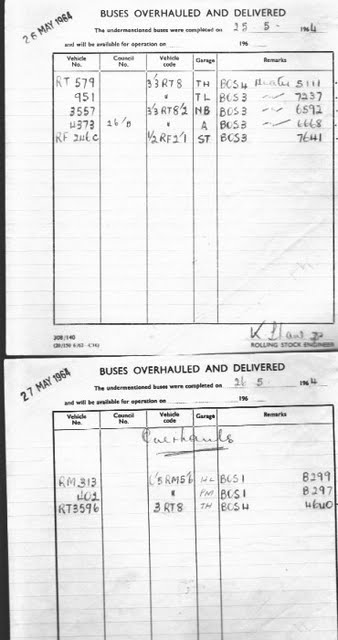 26 MAY 1964
BUSES OVERHAULED AND DELIVERED
The undermentioned buses were completed on 25 5 1964
and will be available for operation on 196
Vehicle No. Council No. Vehicle code Garage Remarks
RT 579 3/3RT8 TH BCS4 Heater 5111
951 " TL BCS3 " 7237
3557 3/3RT8/2 NB BCS3 " 6592
4373 26/D " A BCS3 " 6668
RF 246C 1/2RF2/1 ST BCS3 7641
208/140
ROLLING STOCK ENGINEER
27 MAY 1964
BUSES OVERHAULED AND DELIVERED
The undermentioned buses were completed on 26 5 1964
and will be available for operation on 196
Vehicle No. Council No. Vehicle code Garage Remarks
Overhauls
RM 313 1/5RM5/6 HL BCS1 8299
402 " BCS1 8297
RT3596 3RT8 TH BCS4 4640